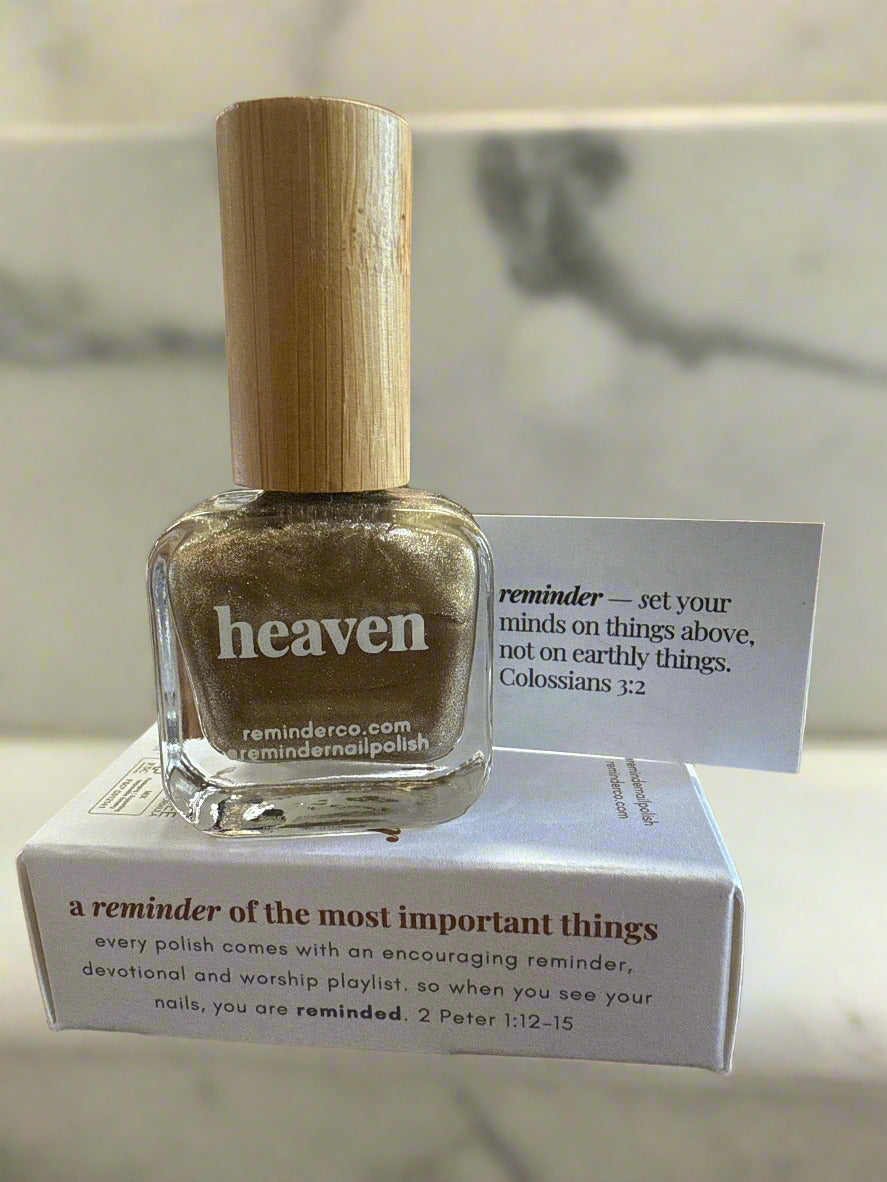 heaven
reminderco.com
@remindernailpolish
reminder — set your
minds on things above,
not on earthly things.
Colossians 3:2
remindernailpolish
reminderco.com
a reminder of the most important things
every polish comes with an encouraging reminder,
devotional and worship playlist. so when you see your
nails, you are reminded. 2 Peter 1:12-15